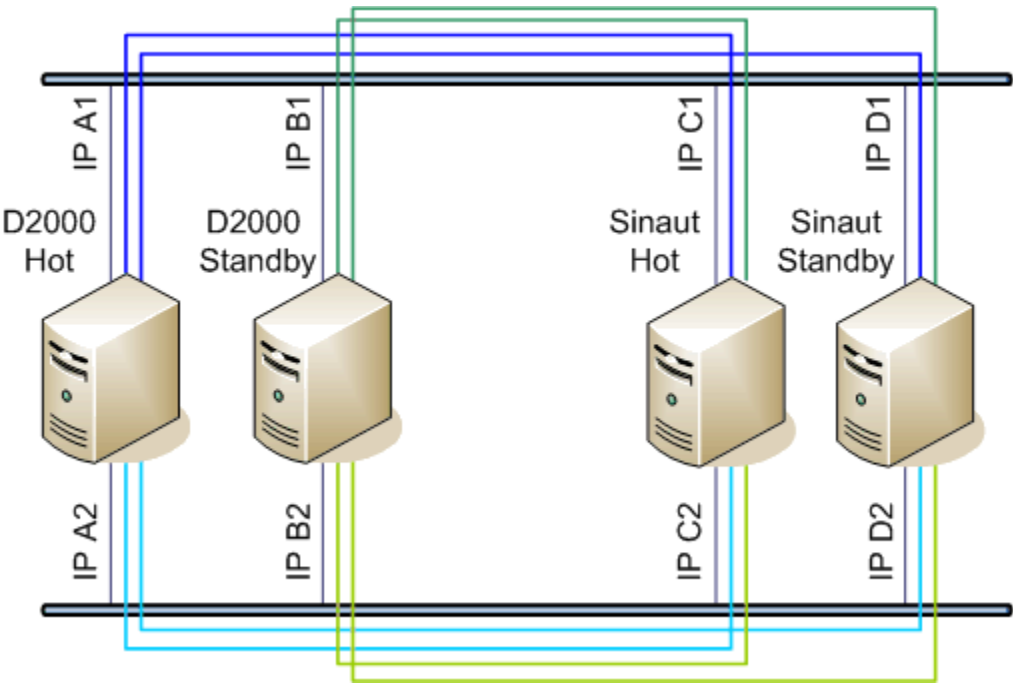 IP A1
IP B1
IP C1
IP D1
D2000
Hot
D2000
Standby
Sinaut
Hot
Sinaut
Standby
IP A2
IP B2
IP C2
IP D2